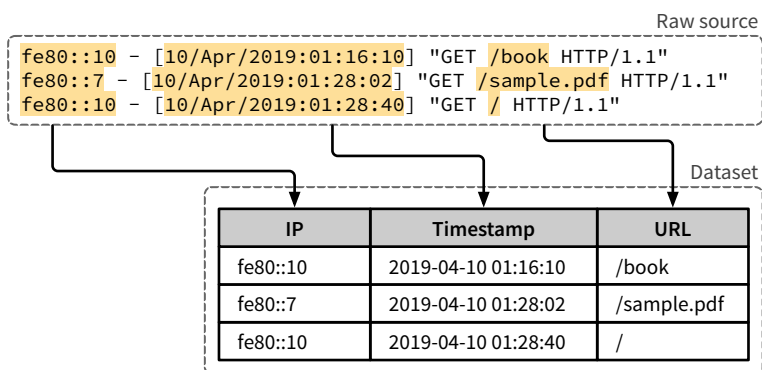 Raw source
fe80::10 - [10/Apr/2019:01:16:10] "GET /book HTTP/1.1"
fe80::7 - [10/Apr/2019:01:28:02] "GET /sample.pdf HTTP/1.1"
fe80::10 - [10/Apr/2019:01:28:40] "GET / HTTP/1.1"
Dataset
IP Timestamp URL
fe80::10 2019-04-10 01:16:10 /book
fe80::7 2019-04-10 01:28:02 /sample.pdf
fe80::10 2019-04-10 01:28:40 /